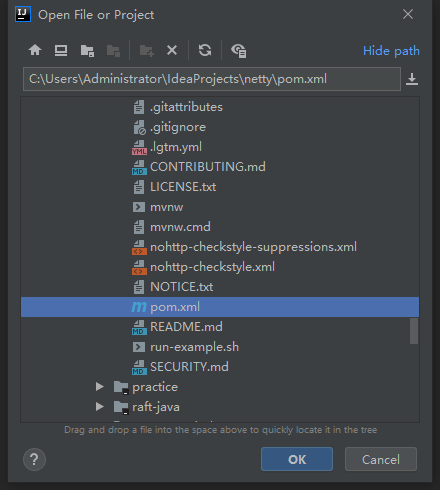 Open File or Project
Hide path
C:\Users\Administrator\IdeaProjects\netty\pom.xml
.gitattributes
.gitignore
.lgtm.yml
CONTRIBUTING.md
LICENSE.txt
mvnw
mvnw.cmd
nohttp-checkstyle-suppressions.xml
nohttp-checkstyle.xml
NOTICE.txt
pom.xml
README.md
run-example.sh
SECURITY.md
practice
raft-java
Drag and drop a file into the space above to quickly locate it in the tree
? OK Cancel